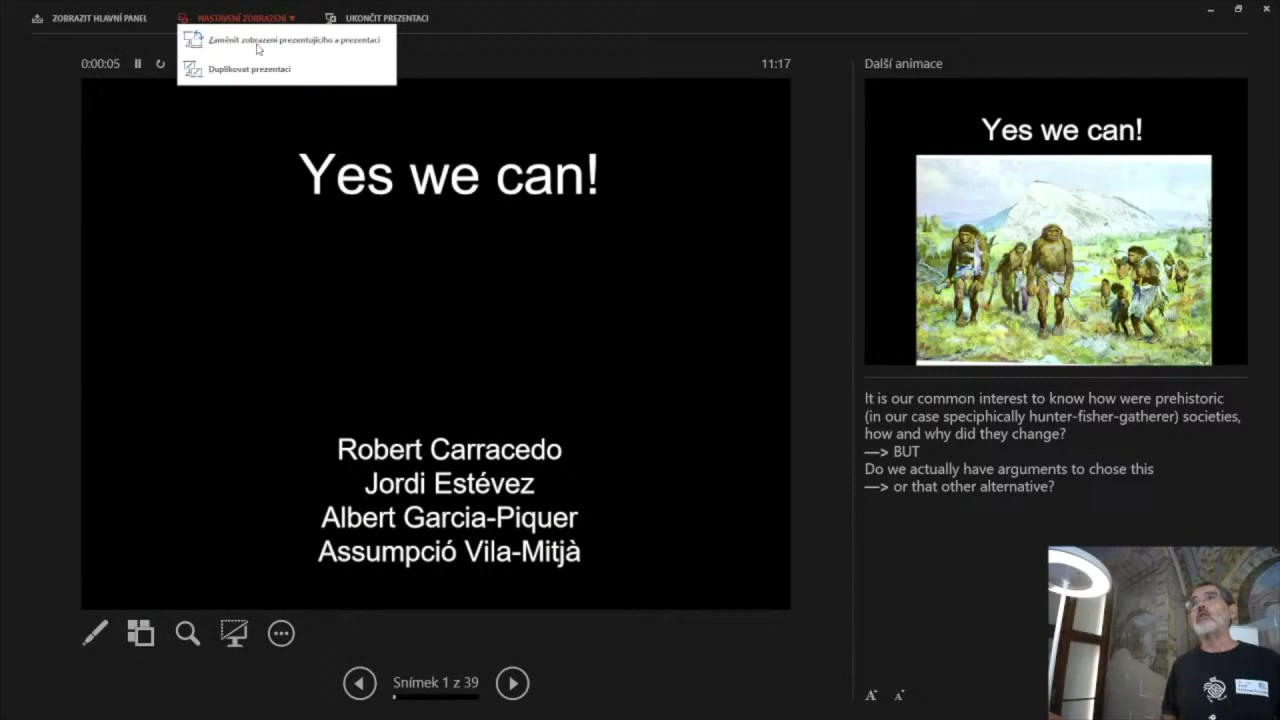 ZOBRAZIT HLAVNÍ PANEL
NASTAVENÍ ZOBRAZENÍ ▼
UKONČIT PREZENTACI
Zaměnit zobrazení prezentujícího a prezentaci
Duplikovat prezentaci
0:00:05
11:17
Yes we can!
Robert Carracedo
Jordi Estévez
Albert Garcia-Piquer
Assumpció Vila-Mitjà
Snímek 1 z 39
Další animace
Yes we can!
It is our common interest to know how were prehistoric
(in our case speciphically hunter-fisher-gatherer) societies,
how and why did they change?
—> BUT
Do we actually have arguments to chose this
—> or that other alternative?
A
A